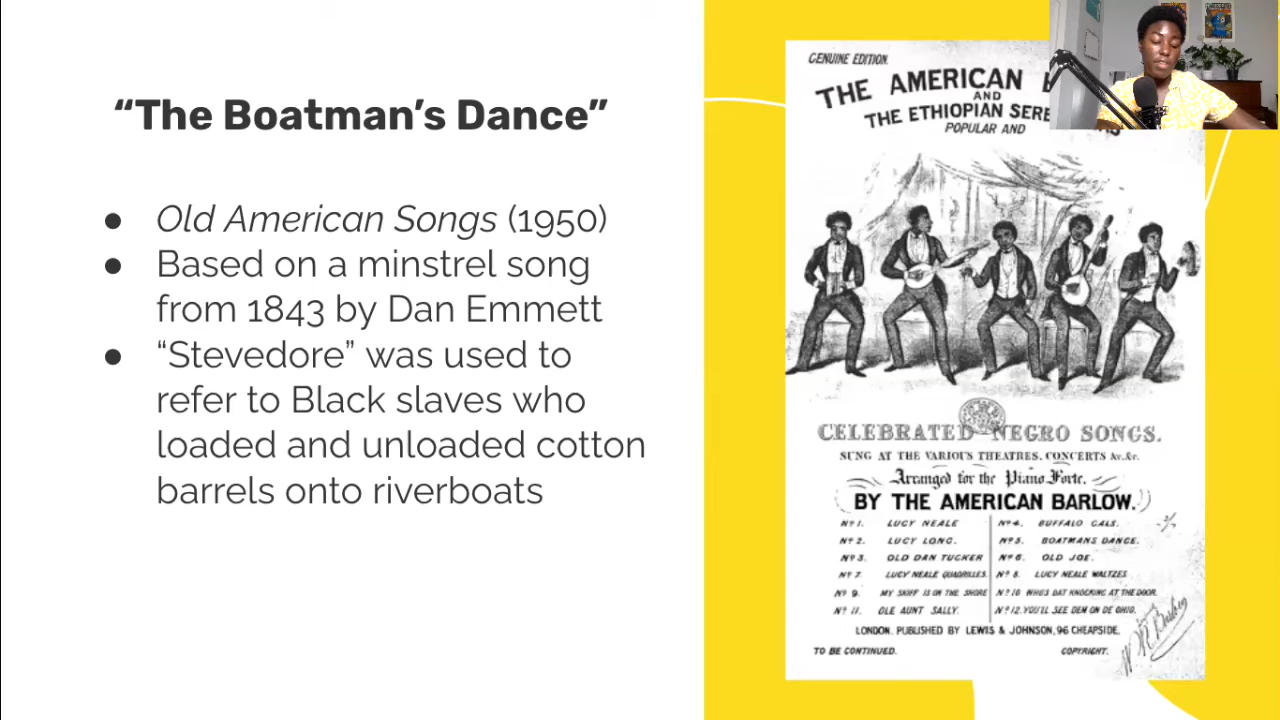 “The Boatman’s Dance”
● Old American Songs (1950)
● Based on a minstrel song
from 1843 by Dan Emmett
● “Stevedore” was used to
refer to Black slaves who
loaded and unloaded cotton
barrels onto riverboats
GENUINE EDITION.
THE AMERICAN
AND
THE ETHIOPIAN
POPULAR AND
CELEBRATED NEGRO SONGS.
SUNG AT THE VARIOUS THEATRES, CONCERTS &c. &c.
Arranged for the Piano Forte.
BY THE AMERICAN BARLOW.
No 1. LUCY NEALE
No 2. LUCY LONG.
No 3. OLD DAN TUCKER
No 7. LUCY NEALE QUADRILLES.
No 9. MY SKIFF IS ON THE SHORE
No 11. OLE AUNT SALLY.
No 4. BUFFALO GALS.
No 5. BOATMANS DANCE.
No 6. OLD JOE.
No 8. LUCY NEALE WALTZES
No 10 WHO'S DAT KNOCKING AT THE DOOR.
No 12. YOU'LL SEE DEM ON DE OHIO.
LONDON. PUBLISHED BY LEWIS & JOHNSON, 96 CHEAPSIDE.
TO BE CONTINUED.
COPYRIGHT.